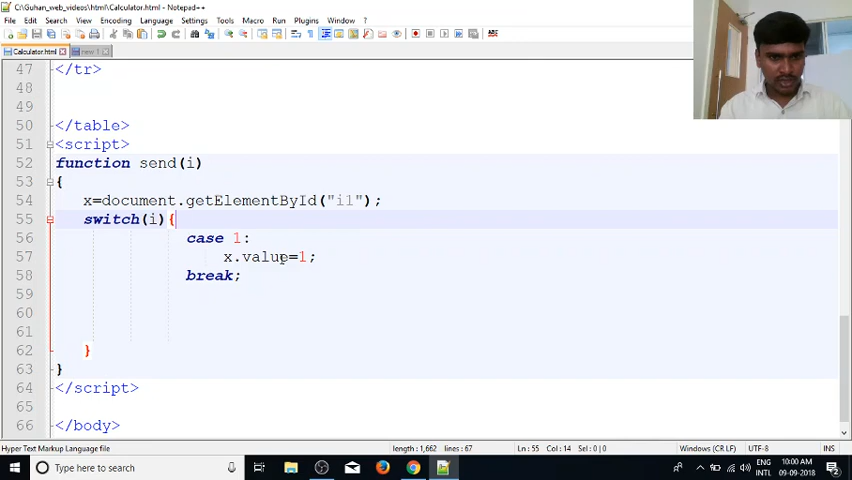 C:\Guhan_web_videos\html\Calculator.html - Notepad++
File Edit Search View Encoding Language Settings Tools Macro Run Plugins Window ?
X
Calculator.html new 1
47 </tr>
48
49
50 </table>
51 <script>
52 function send(i)
53 {
54 x=document.getElementById("i1");
55 switch(i){
56 case 1:
57 x.value=1;
58 break;
59
60
61
62 }
63 }
64 </script>
65
66 </body>
Hyper Text Markup Language file length : 1,662 lines : 67 Ln : 55 Col : 14 Sel : 0 | 0 Windows (CR LF) UTF-8 INS
Type here to search
ENG 10:00 AM
INTL 09-09-2018
2